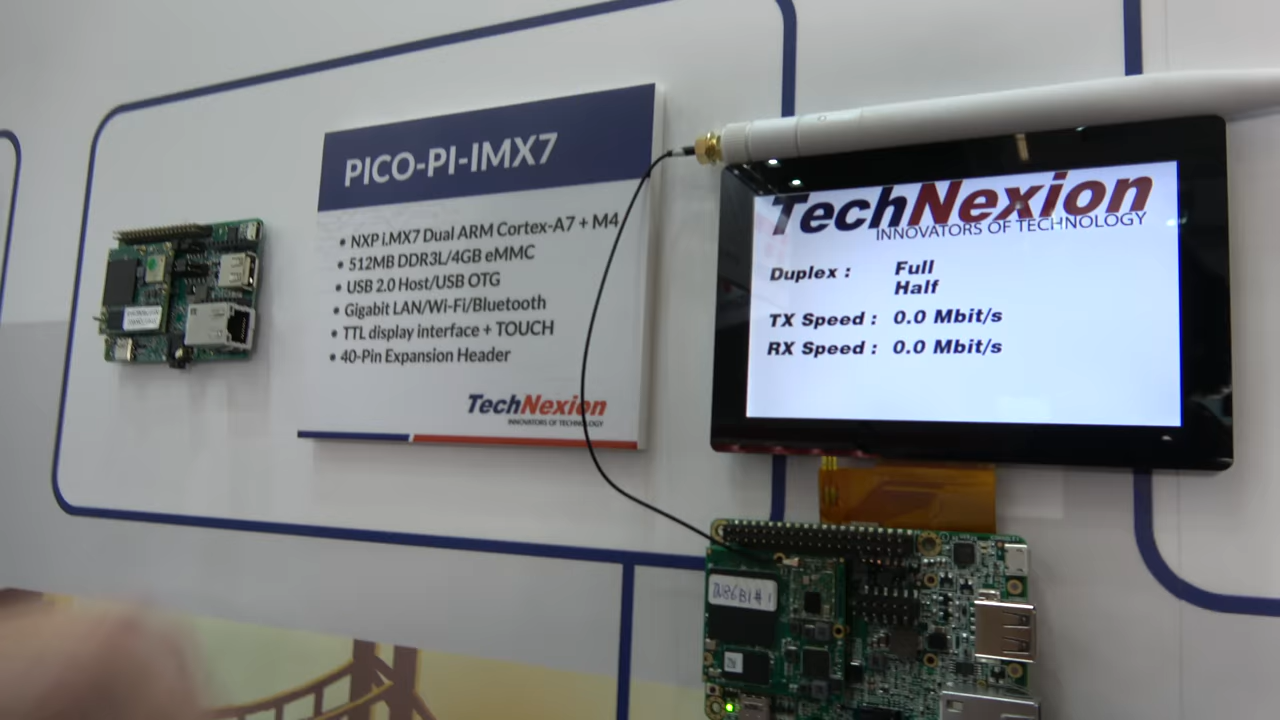 PICO-PI-IMX7
• NXP i.MX7 Dual ARM Cortex-A7 + M4
• 512MB DDR3L/4GB eMMC
• USB 2.0 Host/USB OTG
• Gigabit LAN/Wi-Fi/Bluetooth
• TTL display interface + TOUCH
• 40-Pin Expansion Header
TechNexion
INNOVATORS OF TECHNOLOGY
TechNexion
INNOVATORS OF TECHNOLOGY
Duplex : Full
Half
TX Speed : 0.0 Mbit/s
RX Speed : 0.0 Mbit/s